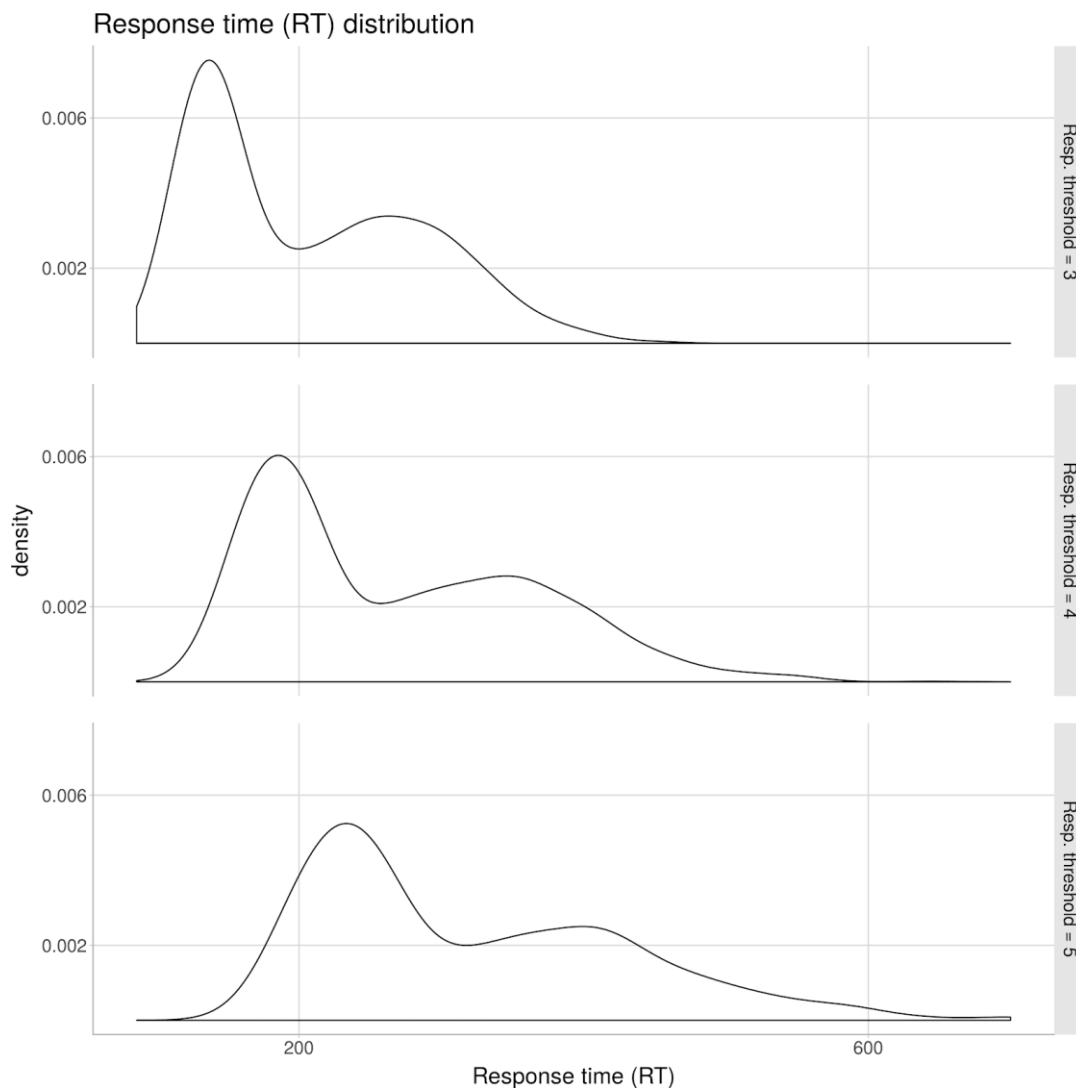 Response time (RT) distribution
0.006
0.002
Resp. threshold = 3
0.006
0.002
Resp. threshold = 4
density
0.006
0.002
Resp. threshold = 5
200
600
Response time (RT)